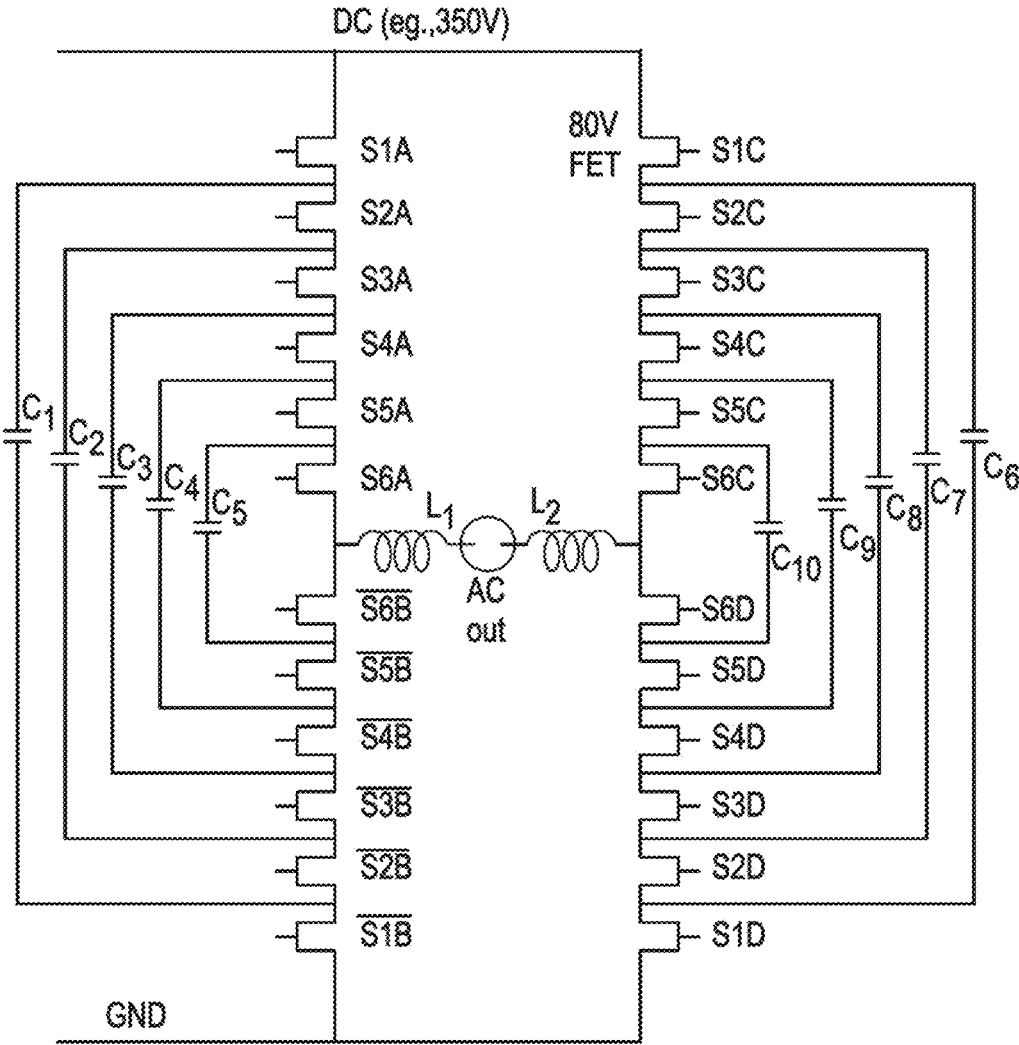 DC (eg.,350V)
80V
FET
S1A
S1C
S2A
S2C
S3A
S3C
S4A
S4C
S5A
S5C
S6A
S6C
C1
C2
C3
C4
C5
C6
C7
C8
C9
C10
L1
L2
AC
out
S6B
S6D
S5B
S5D
S4B
S4D
S3B
S3D
S2B
S2D
S1B
S1D
GND